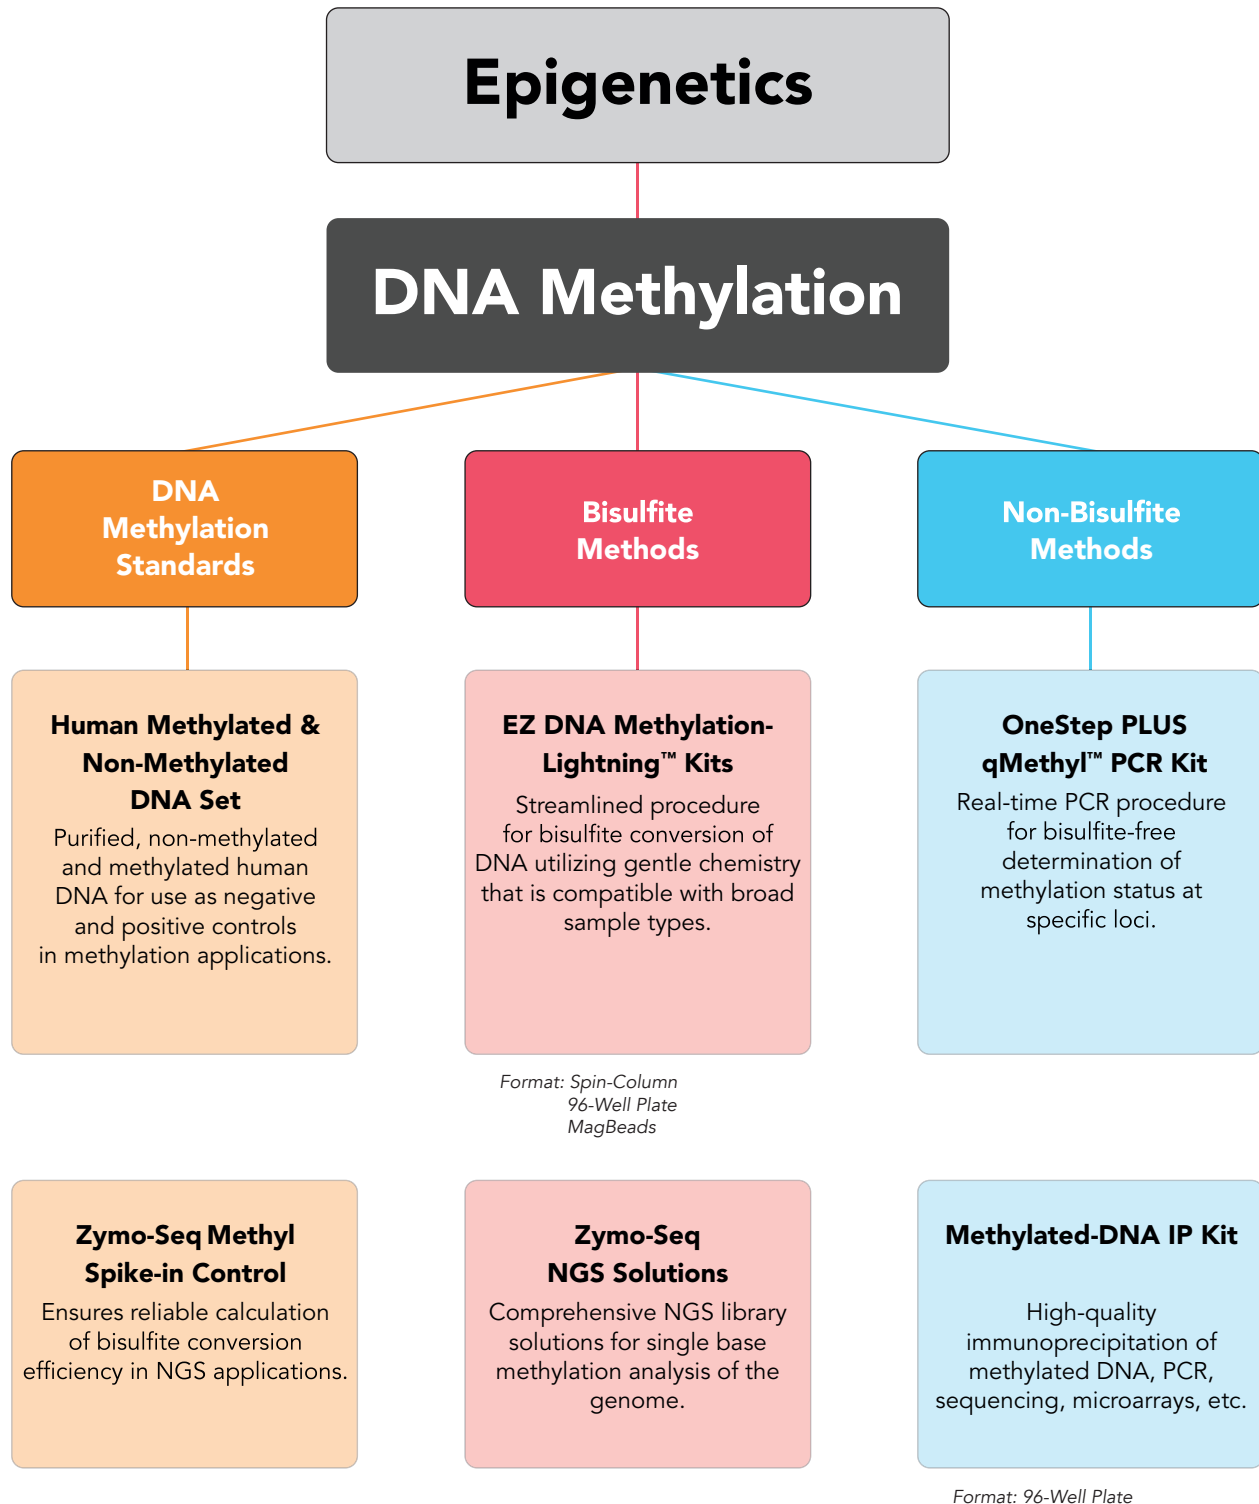 Epigenetics
DNA Methylation
DNA
Methylation
Standards
Bisulfite
Methods
Non-Bisulfite
Methods
Human Methylated &
Non-Methylated
DNA Set
Purified, non-methylated
and methylated human
DNA for use as negative
and positive controls
in methylation applications.
EZ DNA Methylation-
Lightning™ Kits
Streamlined procedure
for bisulfite conversion of
DNA utilizing gentle chemistry
that is compatible with broad
sample types.
OneStep PLUS
qMethyl™ PCR Kit
Real-time PCR procedure
for bisulfite-free
determination of
methylation status at
specific loci.
Format: Spin-Column
96-Well Plate
MagBeads
Zymo-Seq Methyl
Spike-in Control
Ensures reliable calculation
of bisulfite conversion
efficiency in NGS applications.
Zymo-Seq
NGS Solutions
Comprehensive NGS library
solutions for single base
methylation analysis of the
genome.
Methylated-DNA IP Kit
High-quality
immunoprecipitation of
methylated DNA, PCR,
sequencing, microarrays, etc.
Format: 96-Well Plate